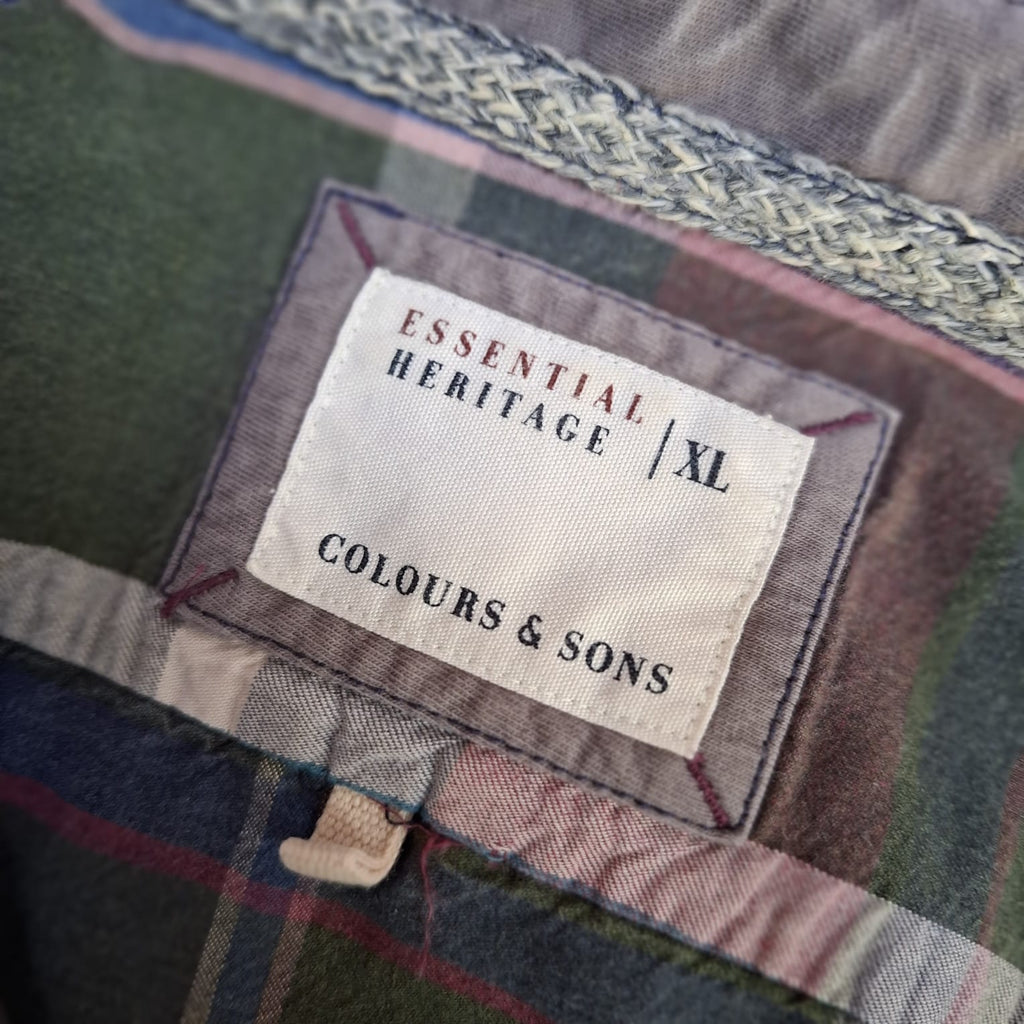 ESSENTIAL
HERITAGE | XL
COLOURS & SONS